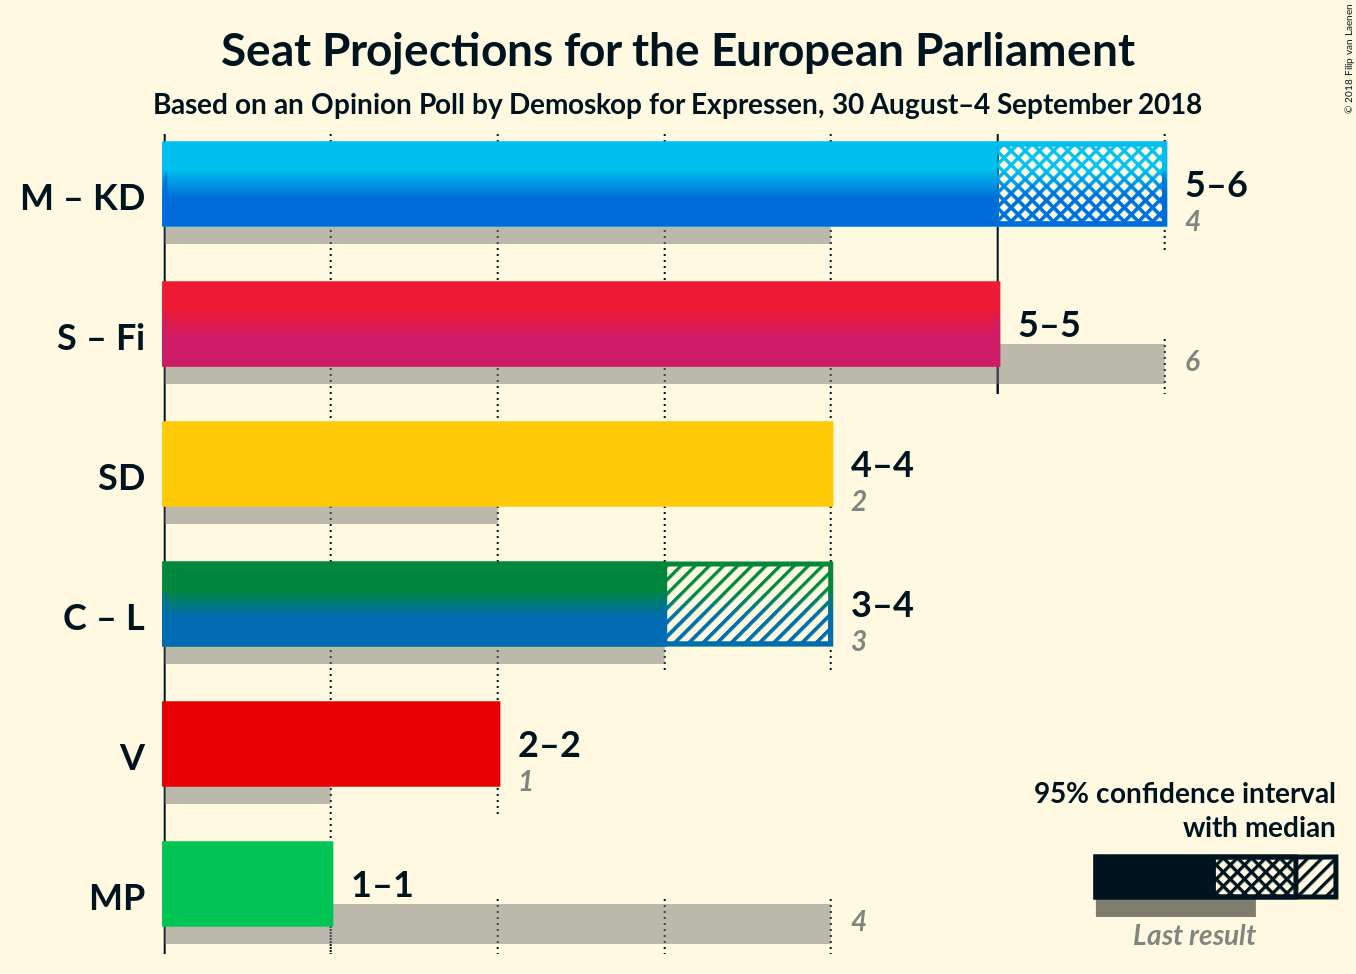 Seat Projections for the European Parliament
Based on an Opinion Poll by Demoskop for Expressen, 30 August–4 September 2018
© 2018 Filip van Laenen
M – KD
5–6
4
S – Fi
5–5
6
SD
4–4
2
C – L
3–4
3
V
2–2
1
MP
1–1
4
95% confidence interval
with median
Last result